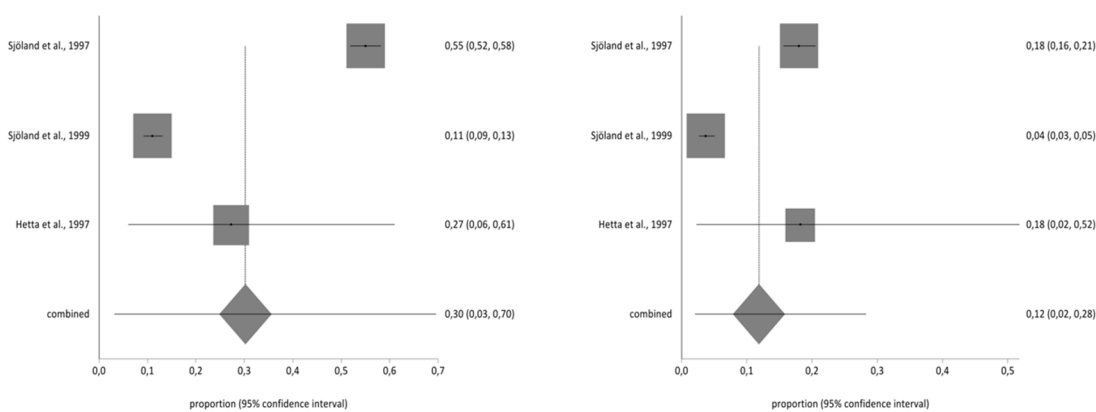 Sjöland et al., 1997
0,55 (0,52, 0,58)
Sjöland et al., 1999
0,11 (0,09, 0,13)
Hetta et al., 1997
0,27 (0,06, 0,61)
combined
0,30 (0,03, 0,70)
0,0 0,1 0,2 0,3 0,4 0,5 0,6 0,7
proportion (95% confidence interval)
Sjöland et al., 1997
0,18 (0,16, 0,21)
Sjöland et al., 1999
0,04 (0,03, 0,05)
Hetta et al., 1997
0,18 (0,02, 0,52)
combined
0,12 (0,02, 0,28)
0,0 0,1 0,2 0,3 0,4 0,5
proportion (95% confidence interval)